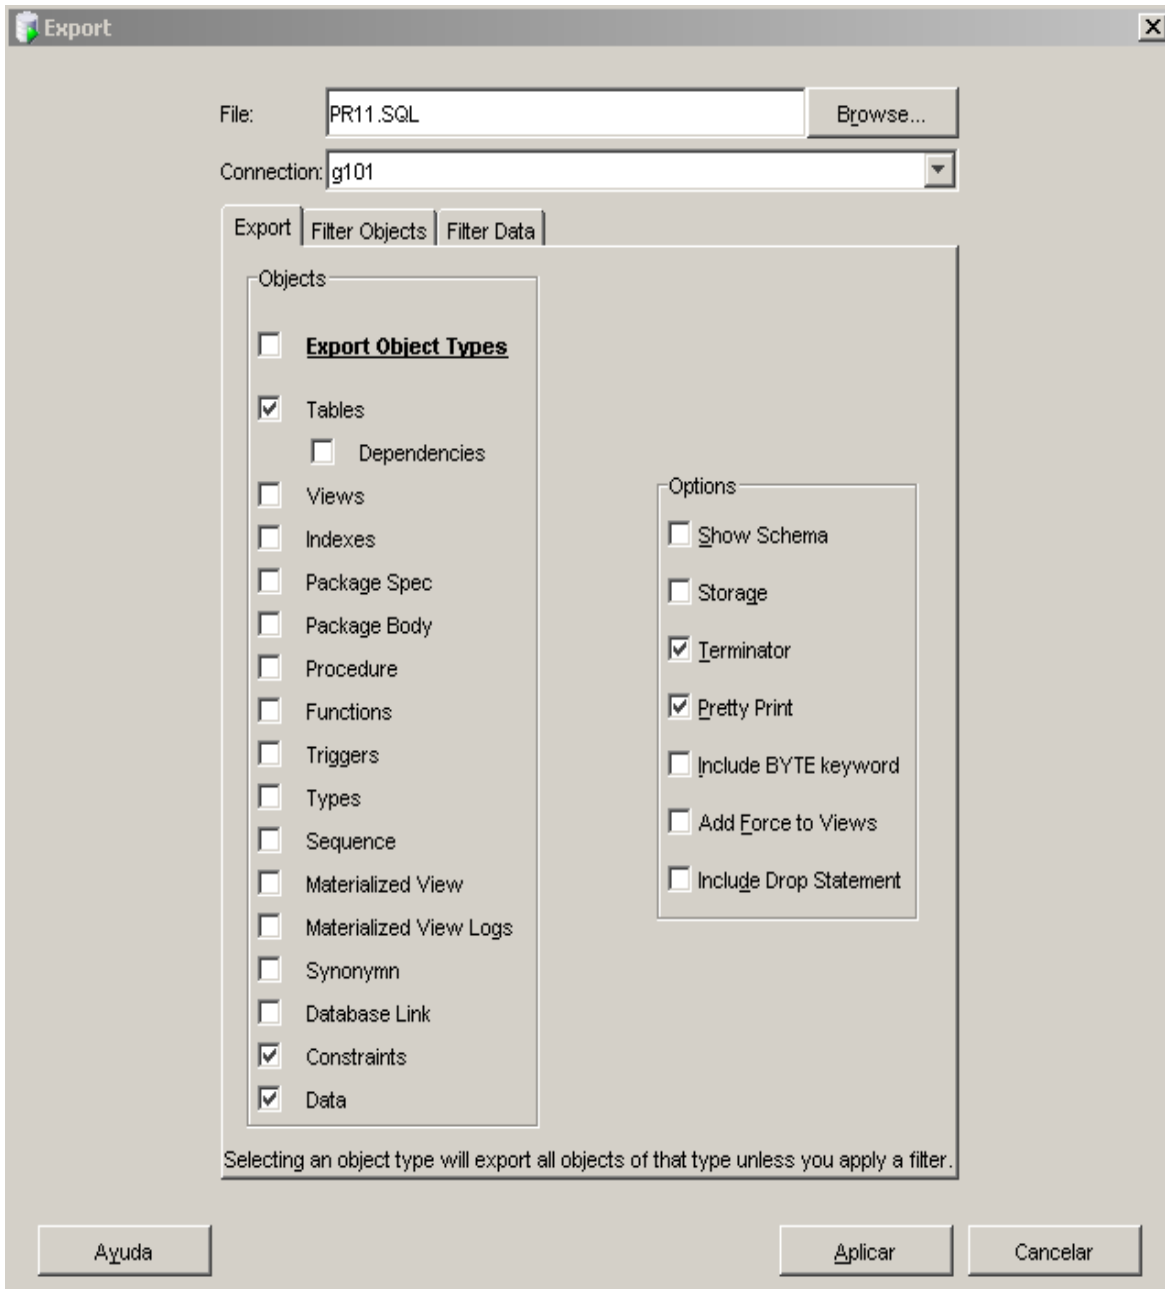 Export
File:
PR11.SQL
Browse...
Connection:
g101
Export
Filter Objects
Filter Data
Objects
Export Object Types
Tables
Dependencies
Views
Indexes
Package Spec
Package Body
Procedure
Functions
Triggers
Types
Sequence
Materialized View
Materialized View Logs
Synonymn
Database Link
Constraints
Data
Options
Show Schema
Storage
Terminator
Pretty Print
Include BYTE keyword
Add Force to Views
Include Drop Statement
Selecting an object type will export all objects of that type unless you apply a filter.
Ayuda
Aplicar
Cancelar